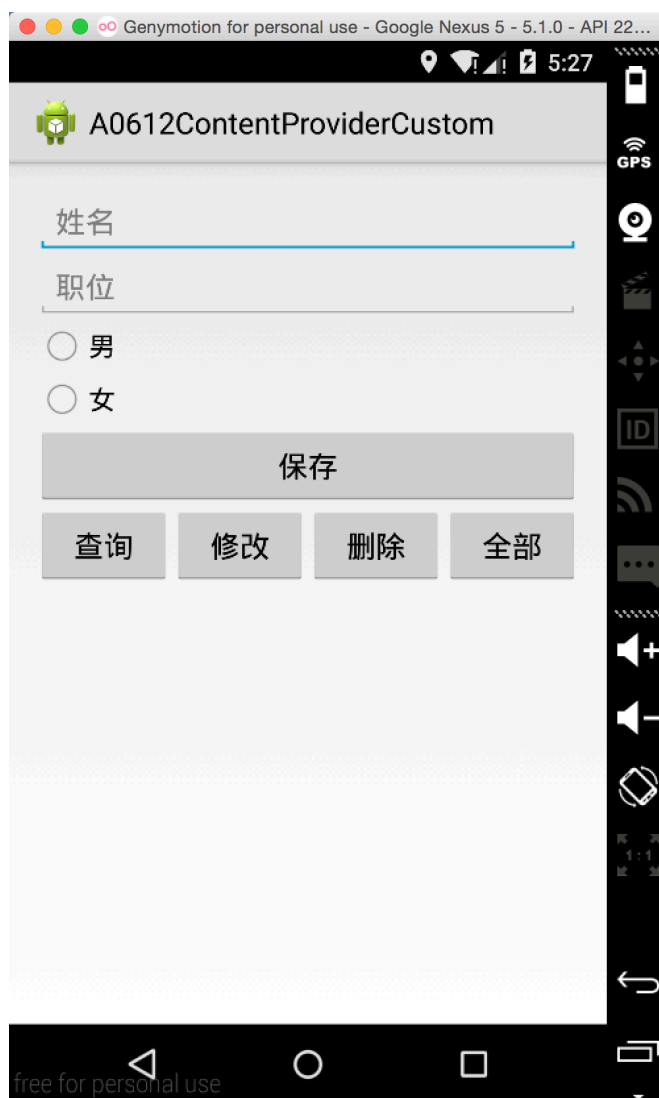 Genymotion for personal use - Google Nexus 5 - 5.1.0 - API 22...
5:27
A0612ContentProviderCustom
GPS
姓名
职位
男
女
ID
保存
查询 修改 删除 全部
1:1
free for personal use